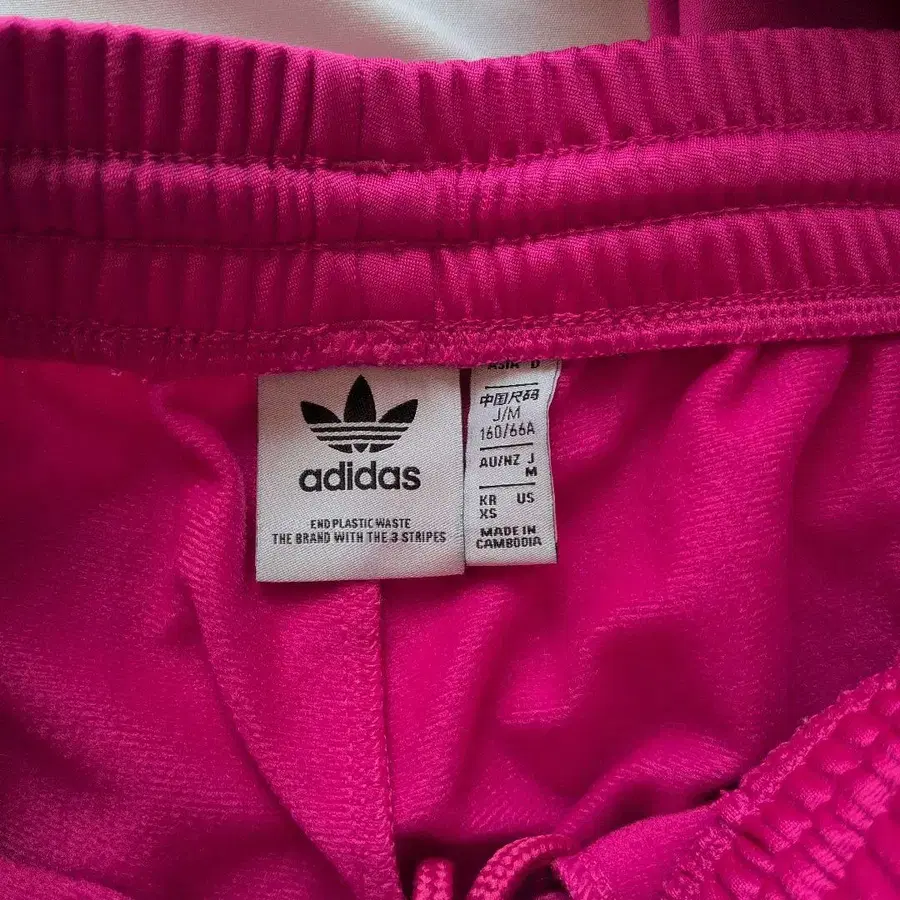 adidas
END PLASTIC WASTE
THE BRAND WITH THE 3 STRIPES
ASIA
中国尺码
J/M
160/66A
AU/NZ J
M
KR US
XS
MADE IN
CAMBODIA